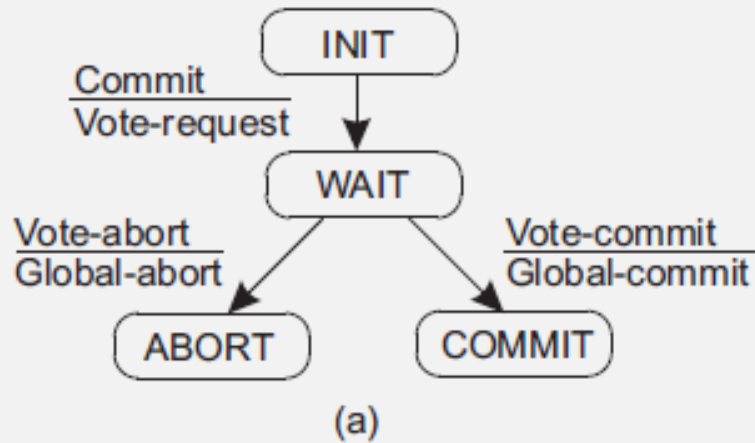 INIT
Commit
Vote-request
WAIT
Vote-abort
Global-abort
Vote-commit
Global-commit
ABORT
COMMIT
(a)